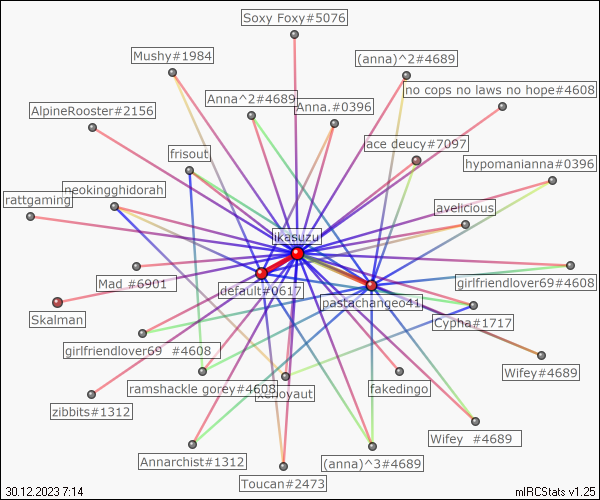 Soxy Foxy#5076
Mushy#1984
(anna)^2#4689
no cops no laws no hope#4608
Anna^2#4689
Anna.#0396
AlpineRooster#2156
ace deucy#7097
frisout
hypomanianna#0396
neokingghidorah
rattgaming
avelicious
ikasuzu
Mad #6901
default#0617
pastachangeo41
girlfriendlover69#4608
Skalman
Cypha#1717
girlfriendlover69 #4608
Wifey#4689
ramshackle gorey#4608
fakedingo
zibbits#1312
Wifey #4689
Annarchist#1312
(anna)^3#4689
Toucan#2473
30.12.2023 7:14
mIRCStats v1.25